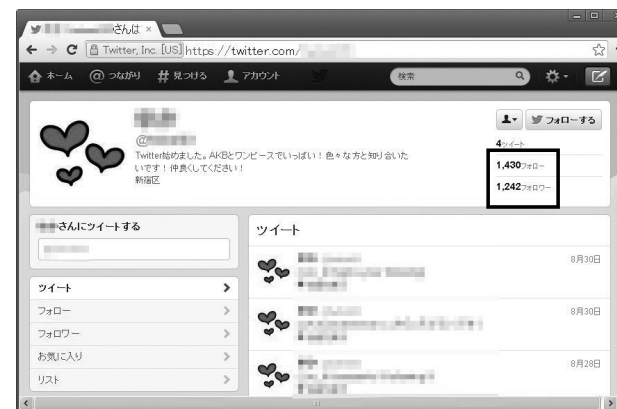 さんは ×
Twitter, Inc. [US] https://twitter.com/
ホーム @ つながり # 見つける アカウント 検索
@
フォローする
4ツイート
Twitter始めました。AKBとワンピースでいっぱい！色々な方と知り合いた
いです！仲良くしてください！
新宿区
1,430フォロー
1,242フォロワー
さんにツイートする
ツイート
フォロー
フォロワー
お気に入り
リスト
ツイート
8月30日
8月30日
8月28日